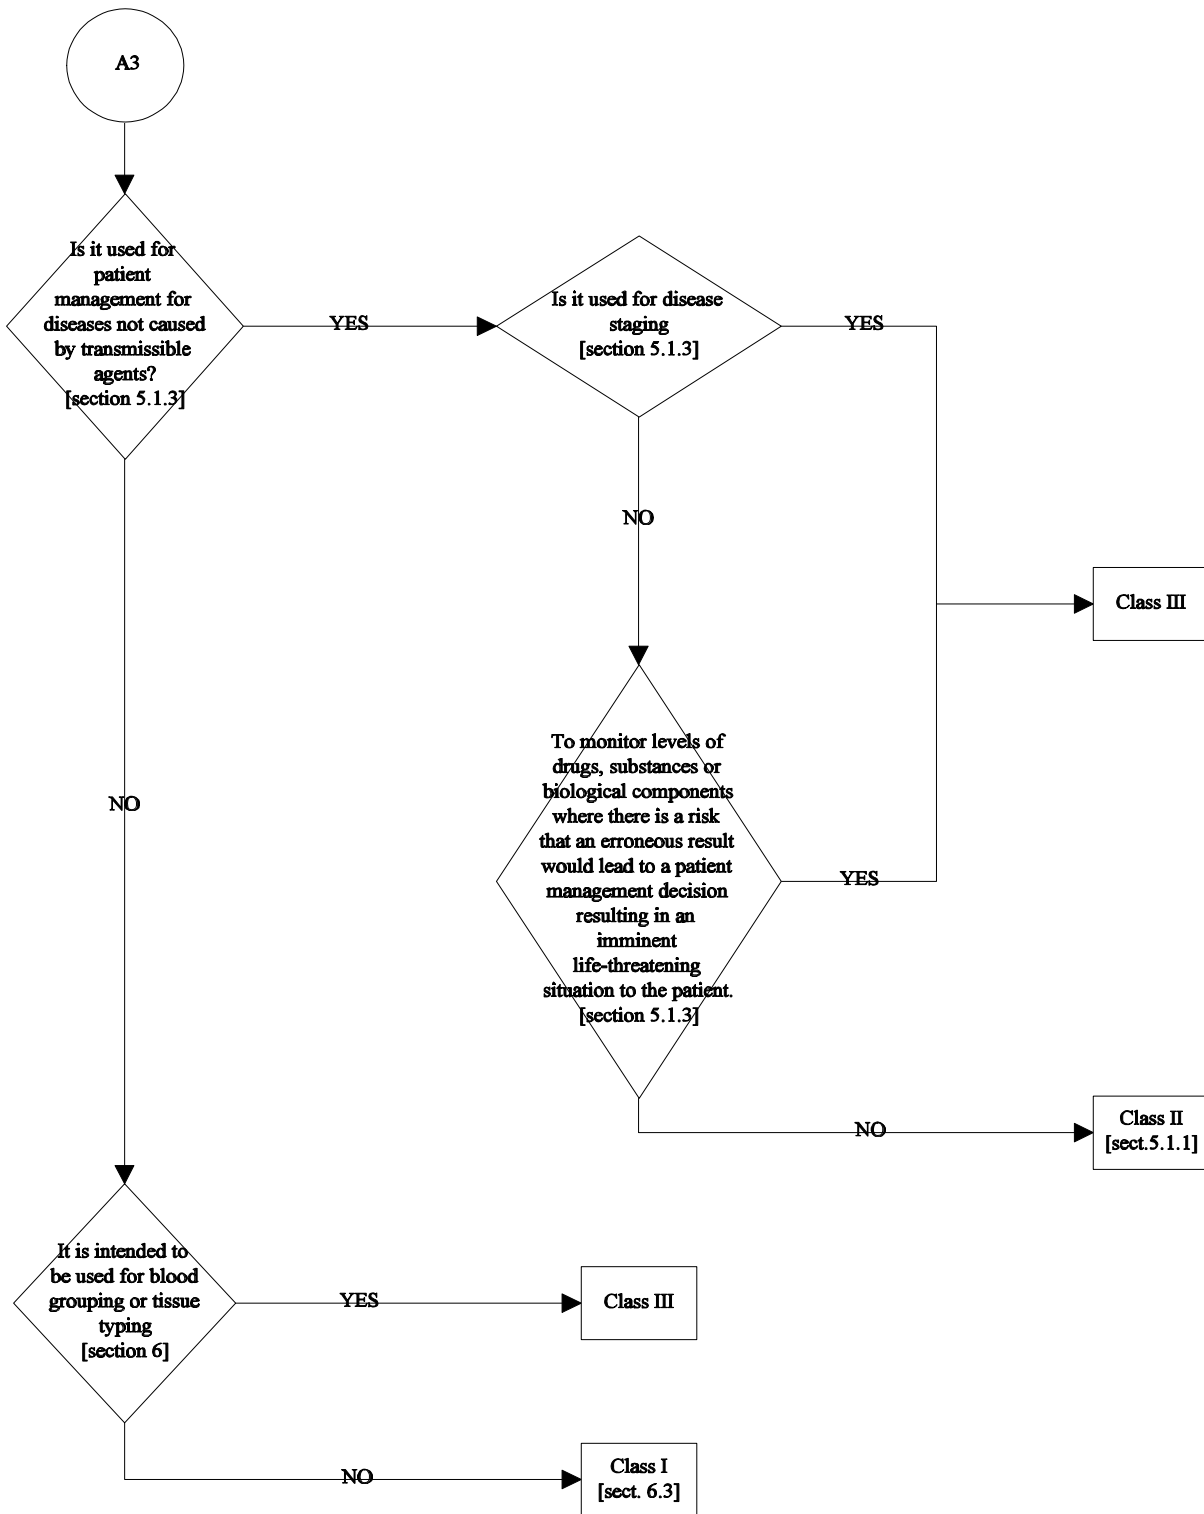 A3
Is it used for
patient
management for
diseases not caused
by transmissible
agents?
[section 5.1.3]
YES
Is it used for disease
staging
[section 5.1.3]
YES
NO
Class III
To monitor levels of
drugs, substances or
biological components
where there is a risk
that an erroneous result
would lead to a patient
management decision
resulting in an
imminent
life-threatening
situation to the patient.
[section 5.1.3]
YES
NO
Class II
[sect.5.1.1]
NO
It is intended to
be used for blood
grouping or tissue
typing
[section 6]
YES
Class III
NO
Class I
[sect. 6.3]